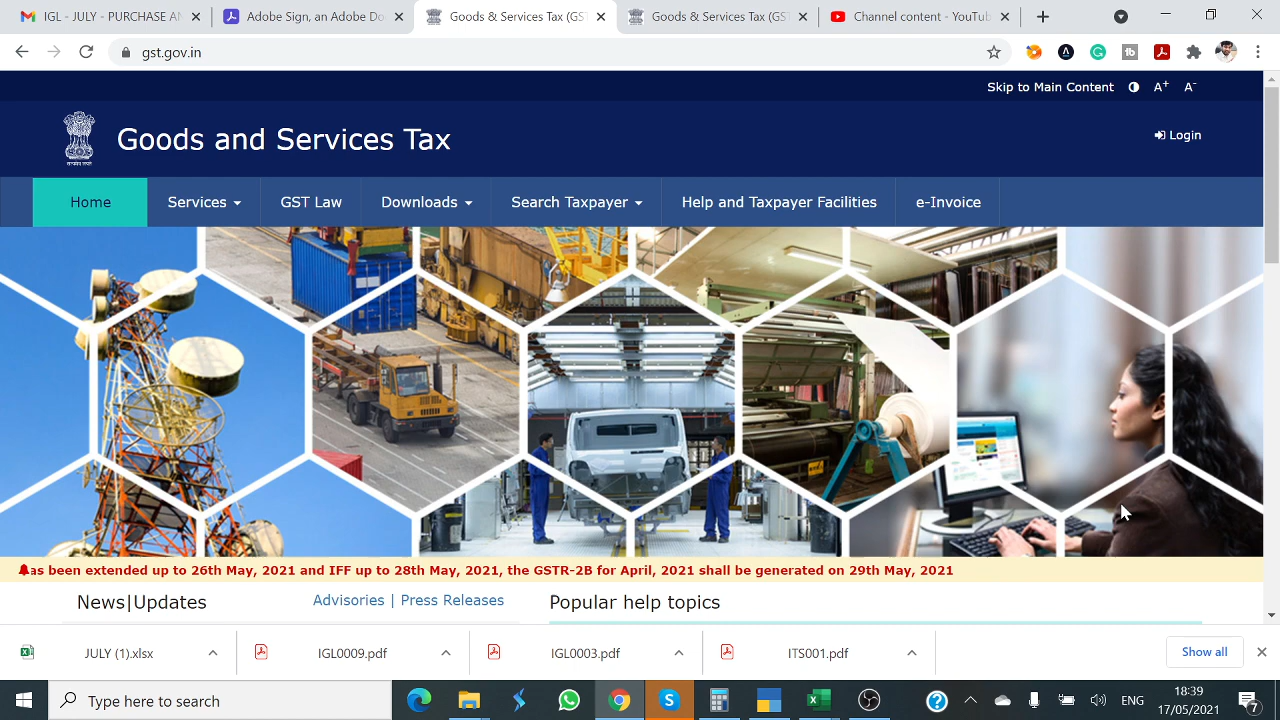 IGL - JULY - PURCHASE AN
Adobe Sign, an Adobe Do
Goods & Services Tax (GST
Goods & Services Tax (GST
Channel content - YouTub
gst.gov.in
Skip to Main Content
A+
A-
Goods and Services Tax
Login
Home
Services
GST Law
Downloads
Search Taxpayer
Help and Taxpayer Facilities
e-Invoice
as been extended up to 26th May, 2021 and IFF up to 28th May, 2021, the GSTR-2B for April, 2021 shall be generated on 29th May, 2021
News|Updates
Advisories | Press Releases
Popular help topics
JULY (1).xlsx
IGL0009.pdf
IGL0003.pdf
ITS001.pdf
Show all
Type here to search
ENG
18:39
17/05/2021
7